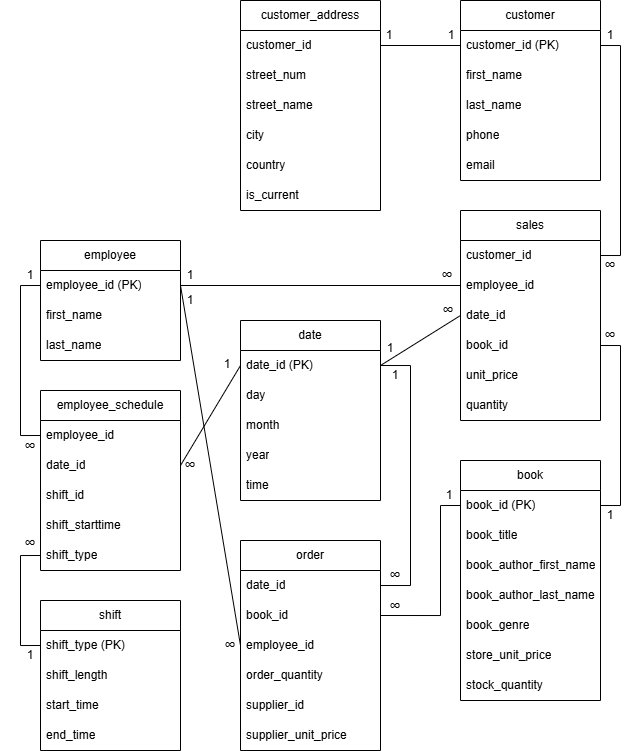 customer_address
customer_id
street_num
street_name
city
country
is_current
1
1
customer
customer_id (PK)
first_name
last_name
phone
email
1
sales
customer_id
employee_id
date_id
book_id
unit_price
quantity
∞
∞
∞
∞
employee
employee_id (PK)
first_name
last_name
1
1
1
date
date_id (PK)
day
month
year
time
1
1
1
employee_schedule
employee_id
date_id
shift_id
shift_starttime
shift_type
∞
∞
∞
book
book_id (PK)
book_title
book_author_first_name
book_author_last_name
book_genre
store_unit_price
stock_quantity
1
1
order
date_id
book_id
employee_id
order_quantity
supplier_id
supplier_unit_price
∞
∞
∞
shift
shift_type (PK)
shift_length
start_time
end_time
1